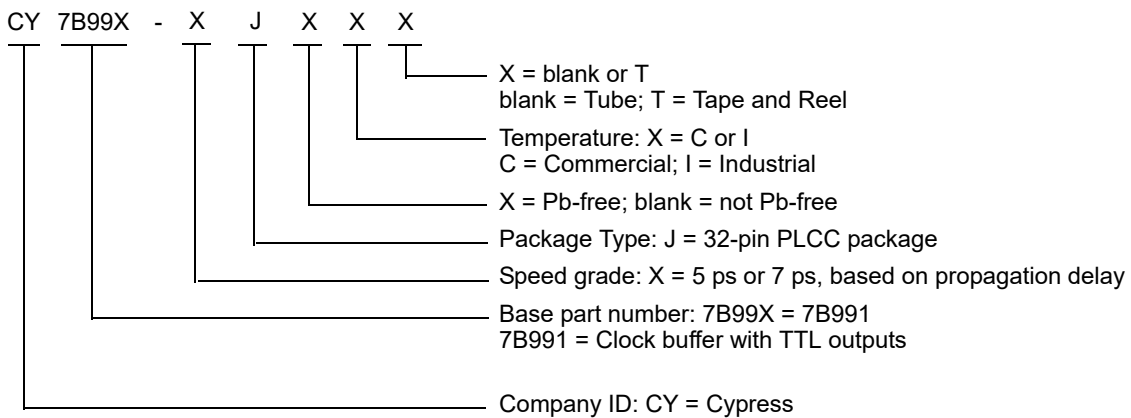 CY 7B99X - X J X X X
X = blank or T
blank = Tube; T = Tape and Reel
Temperature: X = C or I
C = Commercial; I = Industrial
X = Pb-free; blank = not Pb-free
Package Type: J = 32-pin PLCC package
Speed grade: X = 5 ps or 7 ps, based on propagation delay
Base part number: 7B99X = 7B991
7B991 = Clock buffer with TTL outputs
Company ID: CY = Cypress